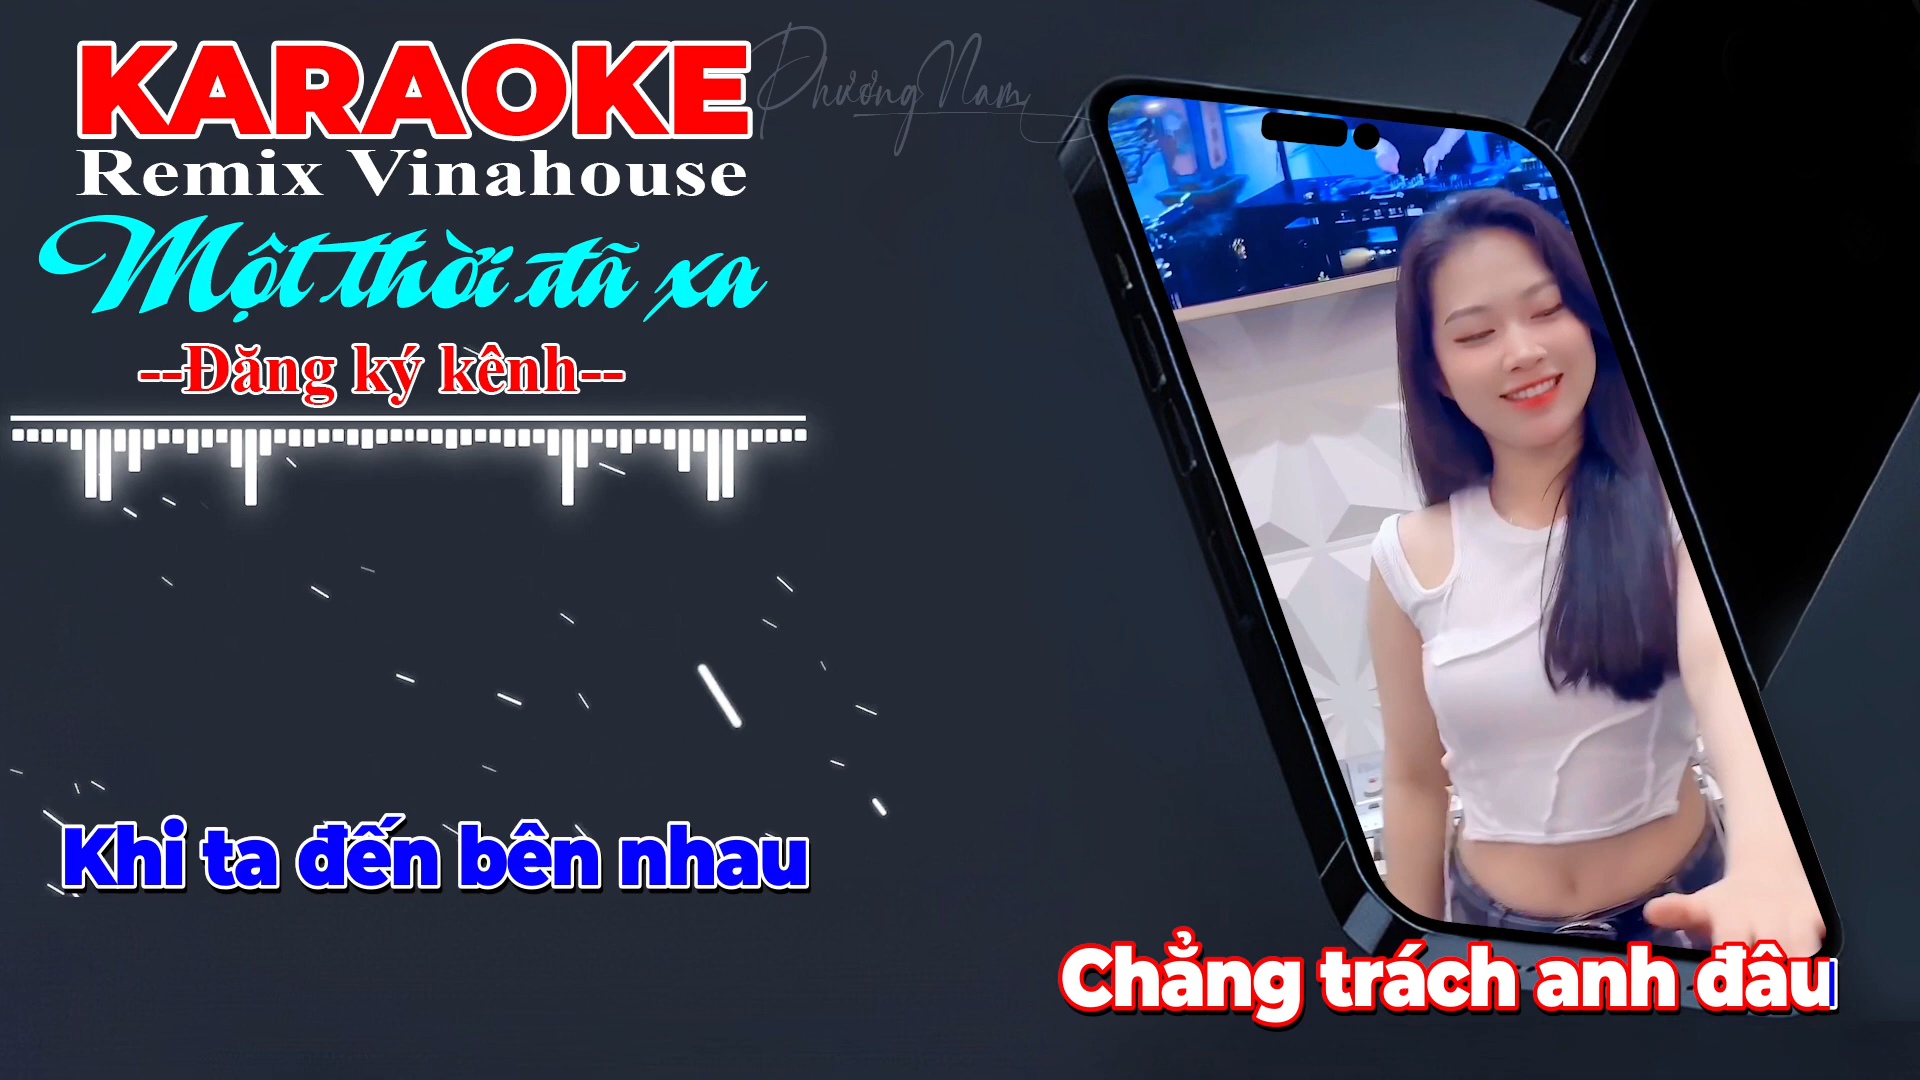 KARAOKE
Phương Nam
Remix Vinahouse
Một thời đã xa
--Đăng ký kênh--
Khi ta đến bên nhau
Chẳng trách anh đâu